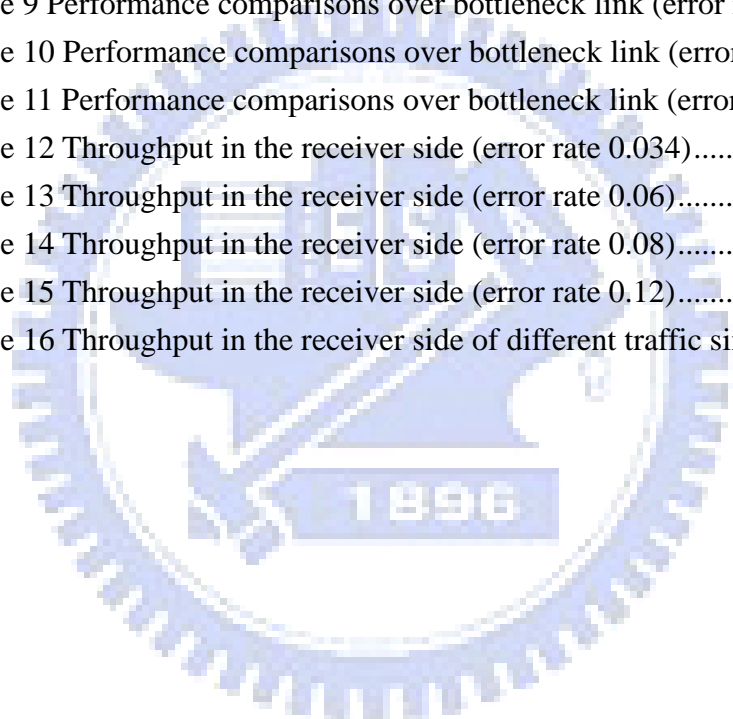 e 9 Performance comparisons over bottleneck link (error
e 10 Performance comparisons over bottleneck link (error
e 11 Performance comparisons over bottleneck link (error
e 12 Throughput in the receiver side (error rate 0.034).....
e 13 Throughput in the receiver side (error rate 0.06).......
e 14 Throughput in the receiver side (error rate 0.08).......
e 15 Throughput in the receiver side (error rate 0.12).......
e 16 Throughput in the receiver side of different traffic si
1896